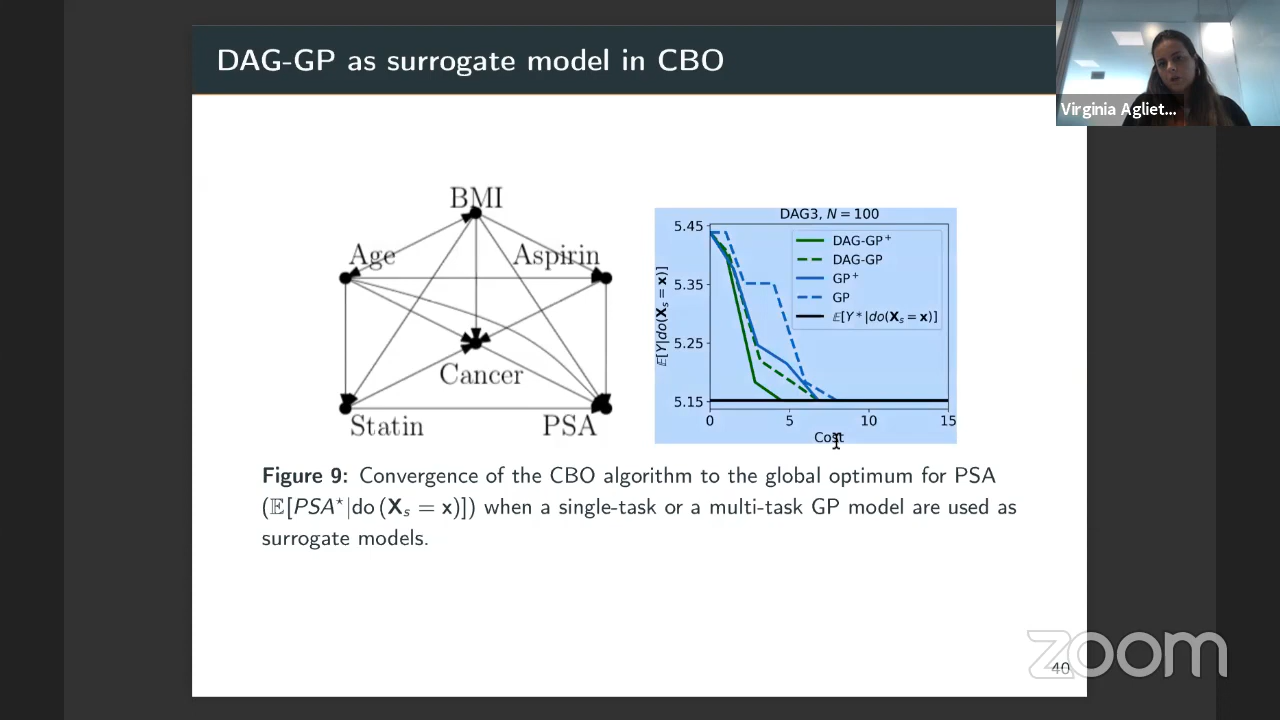 DAG-GP as surrogate model in CBO
Virginia Agliet...
BMI
Age
Aspirin
Cancer
Statin
PSA
DAG3, N = 100
5.45
5.35
5.25
5.15
𝔼[Y|do(X_s = x)]
DAG-GP⁺
DAG-GP
GP⁺
GP
𝔼[Y*|do(X_s = x)]
0 5 10 15
Cost
Figure 9: Convergence of the CBO algorithm to the global optimum for PSA
(𝔼[PSA⋆|do (X_s = x)]) when a single-task or a multi-task GP model are used as
surrogate models.
zoom
40